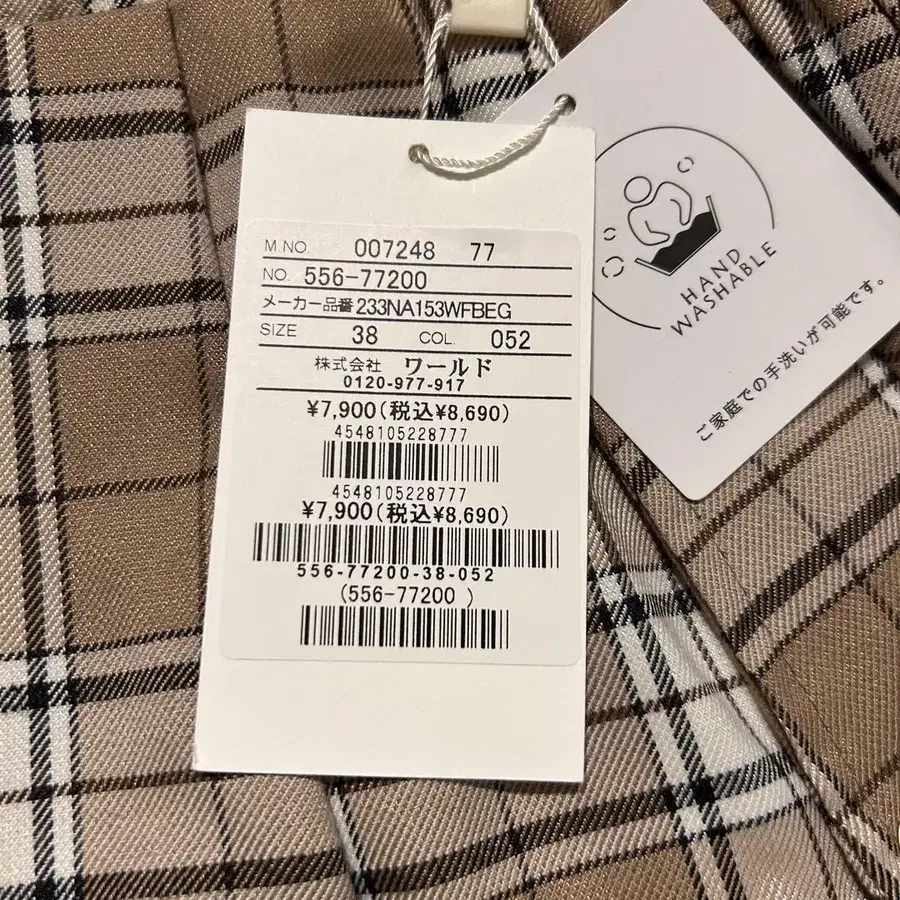 M NO 007248 77
NO. 556-77200
メーカー品番 233NA153WFBEG
SIZE 38 COL. 052
株式会社 ワールド
0120-977-917
¥7,900(税込¥8,690)
4548105228777
4548105228777
¥7,900(税込¥8,690)
556-77200-38-052
(556-77200 )
HAND
WASHABLE
ご家庭での手洗いが可能です。